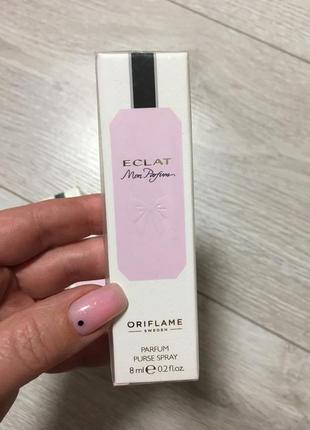 ECLAT
Mon Parfum
ORIFLAME
SWEDEN
PARFUM
PURSE SPRAY
8 ml ℮ 0.2 fl.oz.